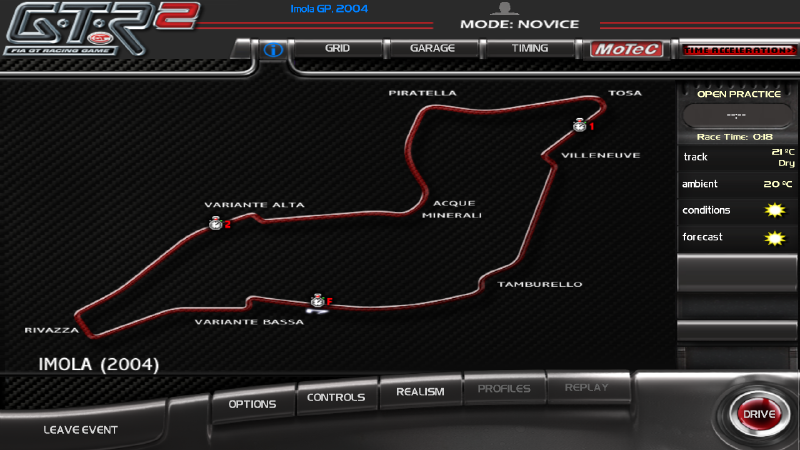 GTR2
FIA GT RACING GAME
Imola GP, 2004
MODE: NOVICE
GRID
GARAGE
TIMING
MoTeC
TIME ACCELERATION
OPEN PRACTICE
--:--
Race Time: 0:18
track
21 ºC
Dry
ambient
20 ºC
conditions
forecast
PIRATELLA
TOSA
1
VILLENEUVE
VARIANTE ALTA
ACQUE
MINERALI
2
TAMBURELLO
F
VARIANTE BASSA
RIVAZZA
IMOLA (2004)
OPTIONS
CONTROLS
REALISM
PROFILES
REPLAY
LEAVE EVENT
DRIVE